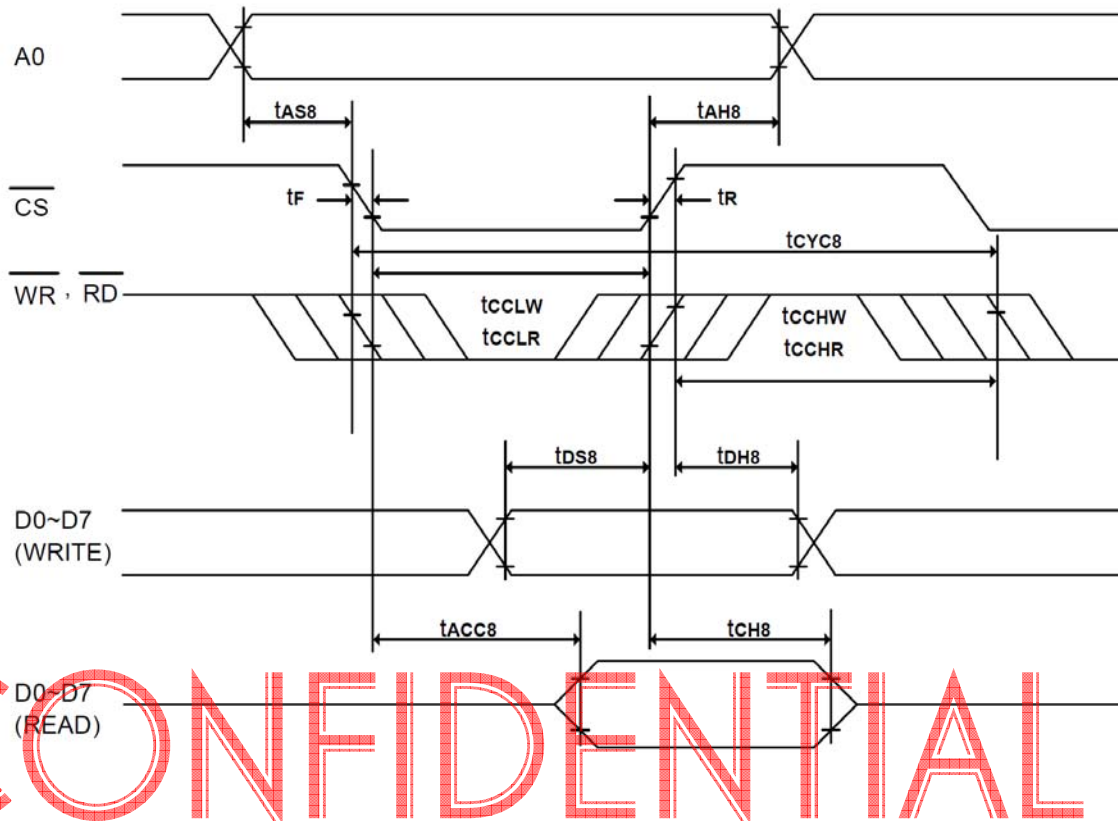 A0
tAS8
tAH8
CS
tF
tR
tCYC8
WR , RD
tCCLW
tCCLR
tCCHW
tCCHR
tDS8
tDH8
D0~D7
(WRITE)
tACC8
tCH8
D0~D7
(READ)
CONFIDENTIAL